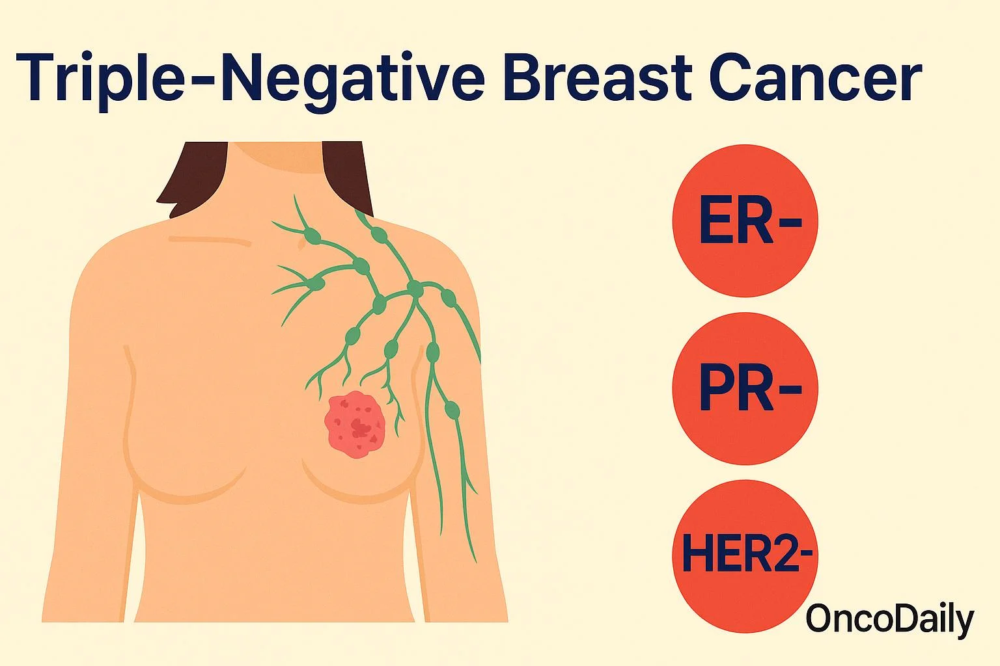 Triple-Negative Breast Cancer
ER-
PR-
HER2-
OncoDaily